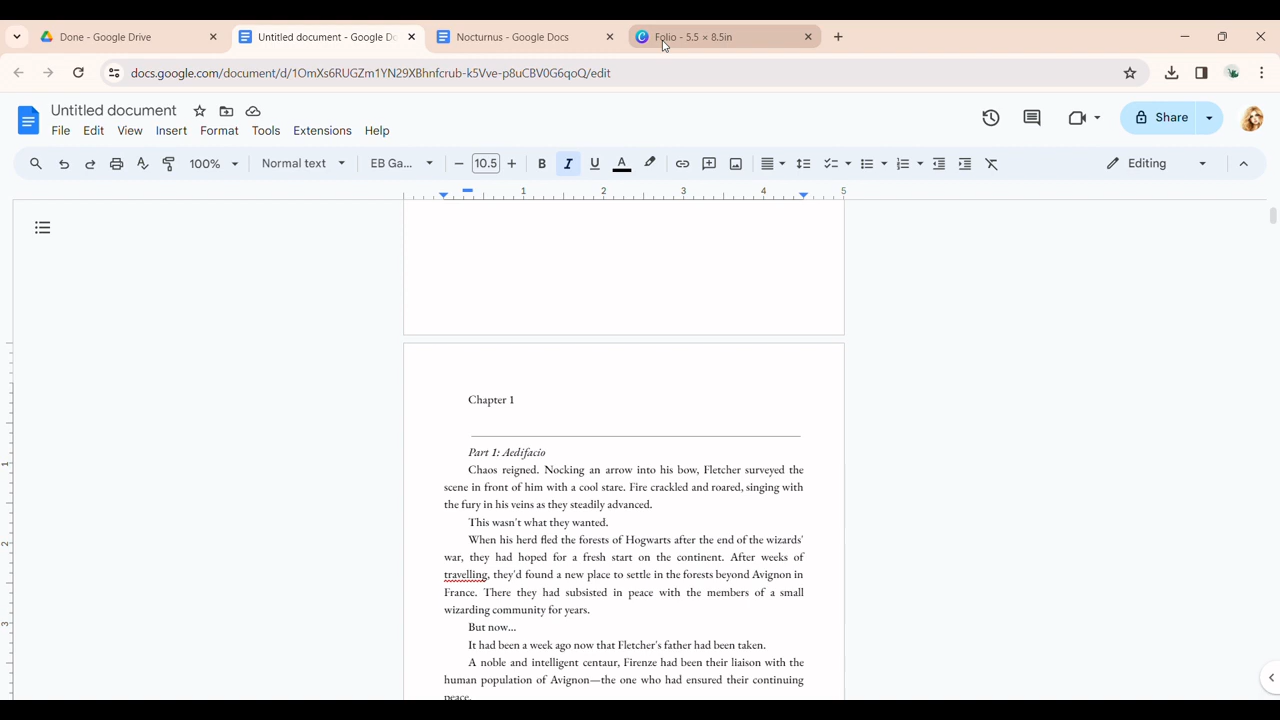 Done - Google Drive
Untitled document - Google Do
Nocturnus - Google Docs
Folio - 5.5 × 8.5in
docs.google.com/document/d/1OmXs6RUGZm1YN29XBhnfcrub-k5Vve-p8uCBV0G6qoQ/edit
Untitled document
File Edit View Insert Format Tools Extensions Help
Share
100% Normal text EB Ga... 10.5 B I U A Editing
1 2 3 4 5
Chapter 1
Part 1: Aedifacio
Chaos reigned. Nocking an arrow into his bow, Fletcher surveyed the
scene in front of him with a cool stare. Fire crackled and roared, singing with
the fury in his veins as they steadily advanced.
This wasn't what they wanted.
When his herd fled the forests of Hogwarts after the end of the wizards'
war, they had hoped for a fresh start on the continent. After weeks of
travelling, they'd found a new place to settle in the forests beyond Avignon in
France. There they had subsisted in peace with the members of a small
wizarding community for years.
But now...
It had been a week ago now that Fletcher's father had been taken.
A noble and intelligent centaur, Firenze had been their liaison with the
human population of Avignon—the one who had ensured their continuing
peace.
1
2
3